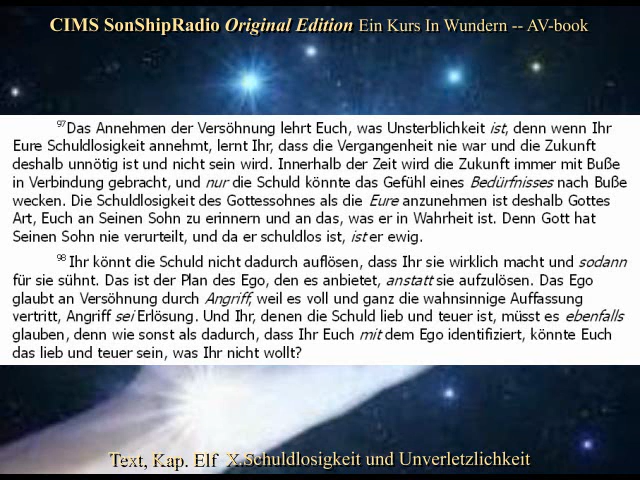 CIMS SonShipRadio Original Edition Ein Kurs In Wundern -- AV-book
97Das Annehmen der Versöhnung lehrt Euch, was Unsterblichkeit ist, denn wenn Ihr
Eure Schuldlosigkeit annehmt, lernt Ihr, dass die Vergangenheit nie war und die Zukunft
deshalb unnötig ist und nicht sein wird. Innerhalb der Zeit wird die Zukunft immer mit Buße
in Verbindung gebracht, und nur die Schuld könnte das Gefühl eines Bedürfnisses nach Buße
wecken. Die Schuldlosigkeit des Gottessohnes als die Eure anzunehmen ist deshalb Gottes
Art, Euch an Seinen Sohn zu erinnern und an das, was er in Wahrheit ist. Denn Gott hat
Seinen Sohn nie verurteilt, und da er schuldlos ist, ist er ewig.
98 Ihr könnt die Schuld nicht dadurch auflösen, dass Ihr sie wirklich macht und sodann
für sie sühnt. Das ist der Plan des Ego, den es anbietet, anstatt sie aufzulösen. Das Ego
glaubt an Versöhnung durch Angriff, weil es voll und ganz die wahnsinnige Auffassung
vertritt, Angriff sei Erlösung. Und Ihr, denen die Schuld lieb und teuer ist, müsst es ebenfalls
glauben, denn wie sonst als dadurch, dass Ihr Euch mit dem Ego identifiziert, könnte Euch
das lieb und teuer sein, was Ihr nicht wollt?
Text, Kap. Elf X.Schuldlosigkeit und Unverletzlichkeit